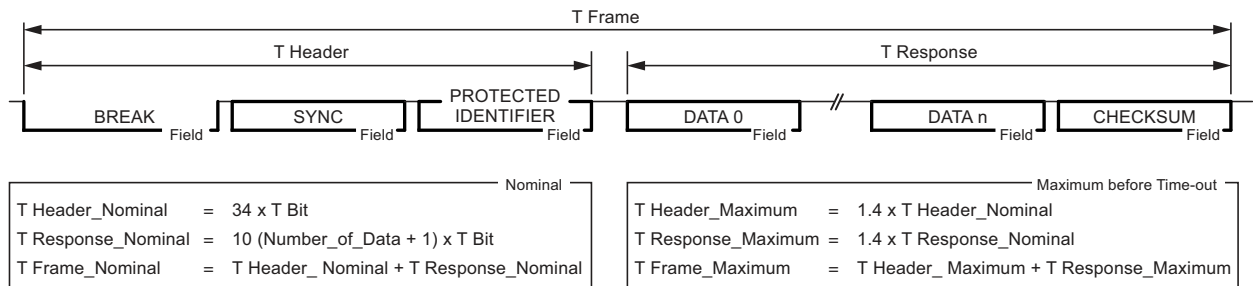 T Frame
T Header
T Response
BREAK
Field
SYNC
Field
PROTECTED
IDENTIFIER
Field
DATA 0
Field
DATA n
Field
CHECKSUM
Field
Nominal
T Header_Nominal = 34 x T Bit
T Response_Nominal = 10 (Number_of_Data + 1) x T Bit
T Frame_Nominal = T Header_ Nominal + T Response_Nominal
Maximum before Time-out
T Header_Maximum = 1.4 x T Header_Nominal
T Response_Maximum = 1.4 x T Response_Nominal
T Frame_Maximum = T Header_ Maximum + T Response_Maximum